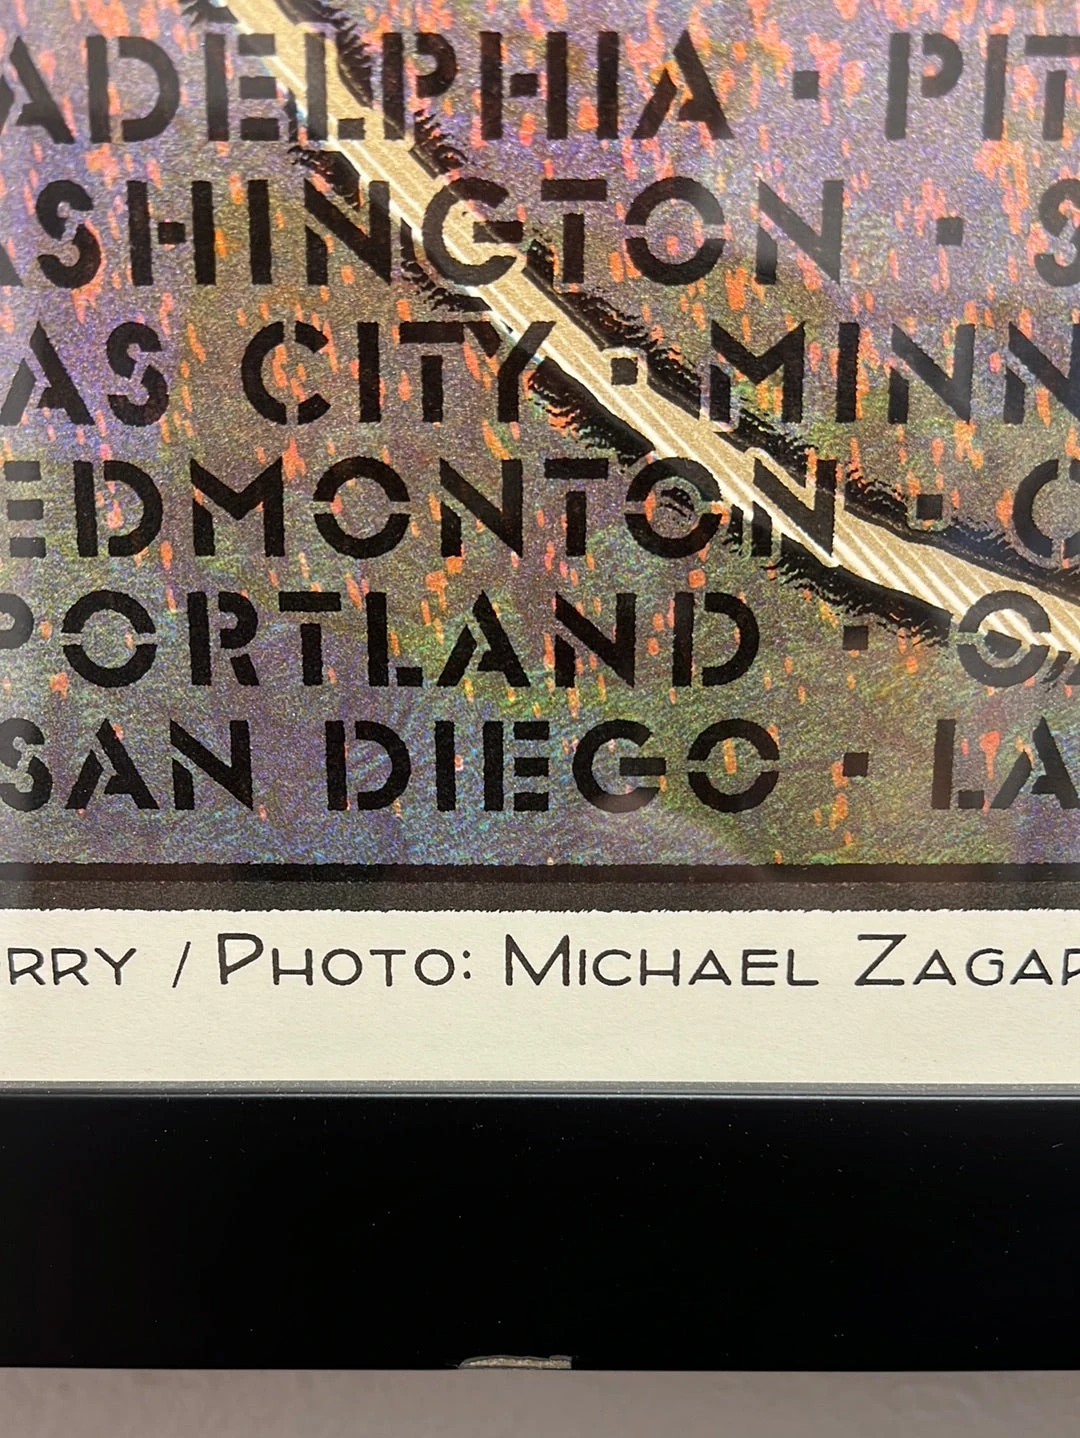 ADELPHIA · PIT
ASHINGTON · S
AS CITY · MINN
EDMONTON ·
PORTLAND ·
SAN DIEGO · LA
RRY / PHOTO: MICHAEL ZAGAR